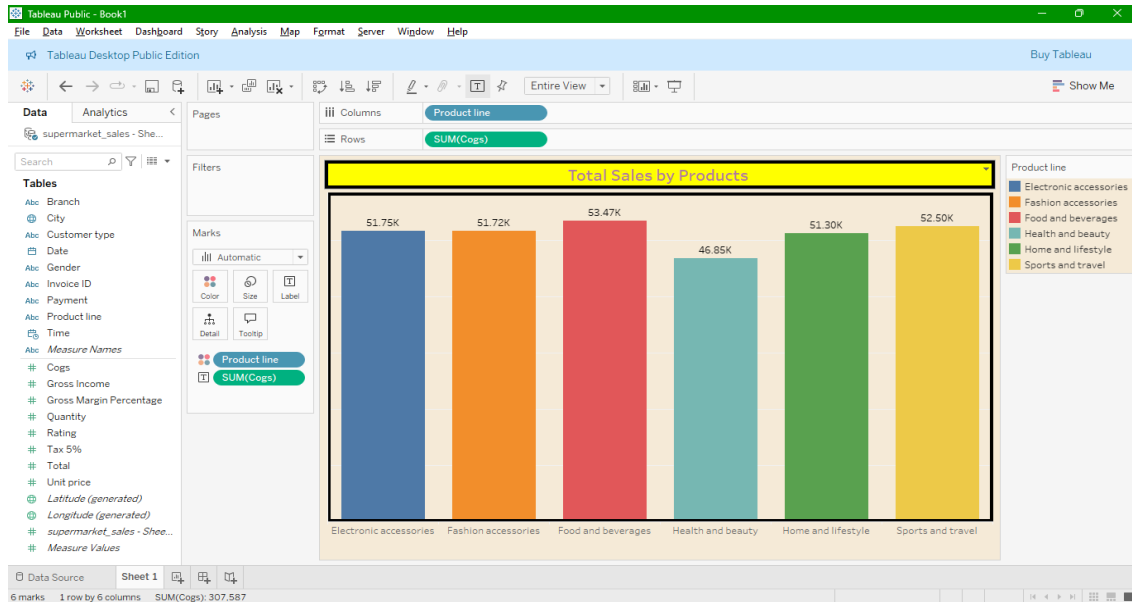 Tableau Public - Book1
File Data Worksheet Dashboard Story Analysis Map Format Server Window Help
Tableau Desktop Public Edition
Buy Tableau
Entire View
Show Me
Data Analytics
supermarket_sales - She...
Search
Tables
Abc Branch
City
Abc Customer type
Date
Abc Gender
Abc Invoice ID
Abc Payment
Abc Product line
Time
Abc Measure Names
# Cogs
# Gross Income
# Gross Margin Percentage
# Quantity
# Rating
# Tax 5%
# Total
# Unit price
Latitude (generated)
Longitude (generated)
# supermarket_sales - Shee...
# Measure Values
Pages
Filters
Marks
Automatic
Color Size Label
Detail Tooltip
Product line
SUM(Cogs)
Columns Product line
Rows SUM(Cogs)
Total Sales by Products
51.75K 51.72K 53.47K 46.85K 51.30K 52.50K
Electronic accessories Fashion accessories Food and beverages Health and beauty Home and lifestyle Sports and travel
Product line
Electronic accessories
Fashion accessories
Food and beverages
Health and beauty
Home and lifestyle
Sports and travel
Data Source Sheet 1
6 marks 1 row by 6 columns SUM(Cogs): 307,587